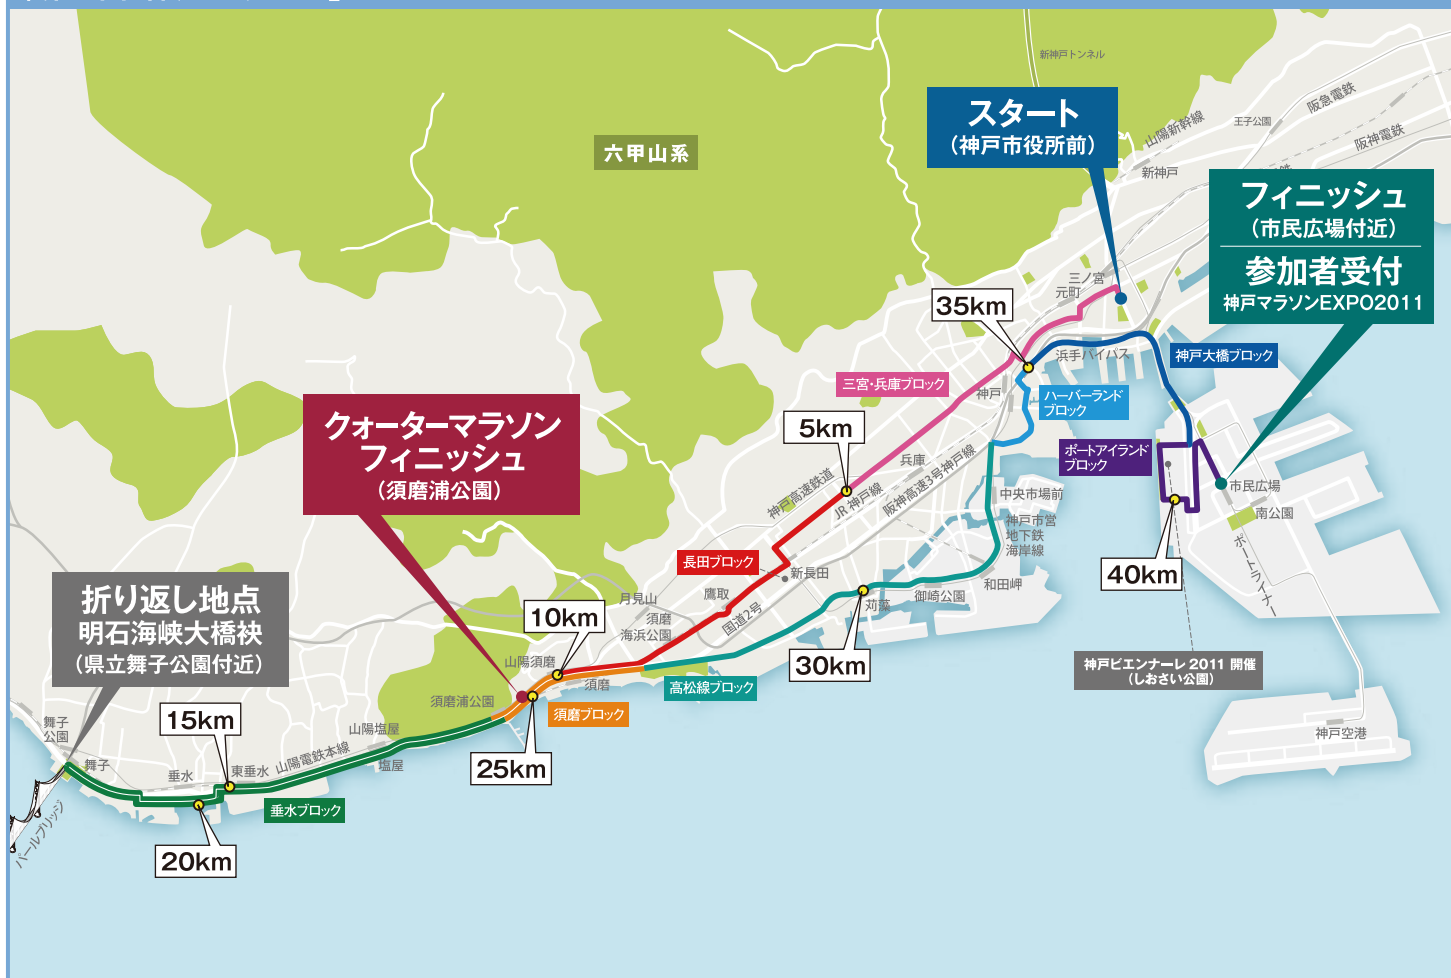 新神戸トンネル
阪急電鉄
王子公園
山陽新幹線
阪神電鉄
スタート
(神戸市役所前)
六甲山系
新神戸
フィニッシュ
(市民広場付近)
参加者受付
神戸マラソンEXPO2011
三ノ宮
元町
35km
浜手バイパス
神戸大橋ブロック
三宮・兵庫ブロック
神戸
ハーバーランド
ブロック
クォーターマラソン
フィニッシュ
(須磨浦公園)
5km
兵庫
ポートアイランド
ブロック
神戸高速鉄道
JR神戸線
阪神高速3号神戸線
中央市場前
市民広場
南公園
神戸市営
地下鉄
海岸線
ポートライナー
長田ブロック
新長田
和田岬
40km
折り返し地点
明石海峡大橋袂
(県立舞子公園付近)
月見山
鷹取
国道2号
苅藻
御崎公園
10km
須磨
海浜公園
山陽須磨
須磨
30km
神戸ビエンナーレ2011 開催
(しおさい公園)
高松線ブロック
須磨浦公園
須磨ブロック
15km
舞子
公園
山陽塩屋
神戸空港
舞子
垂水
東垂水
山陽電鉄本線
塩屋
25km
垂水ブロック
パールブリッジ
20km